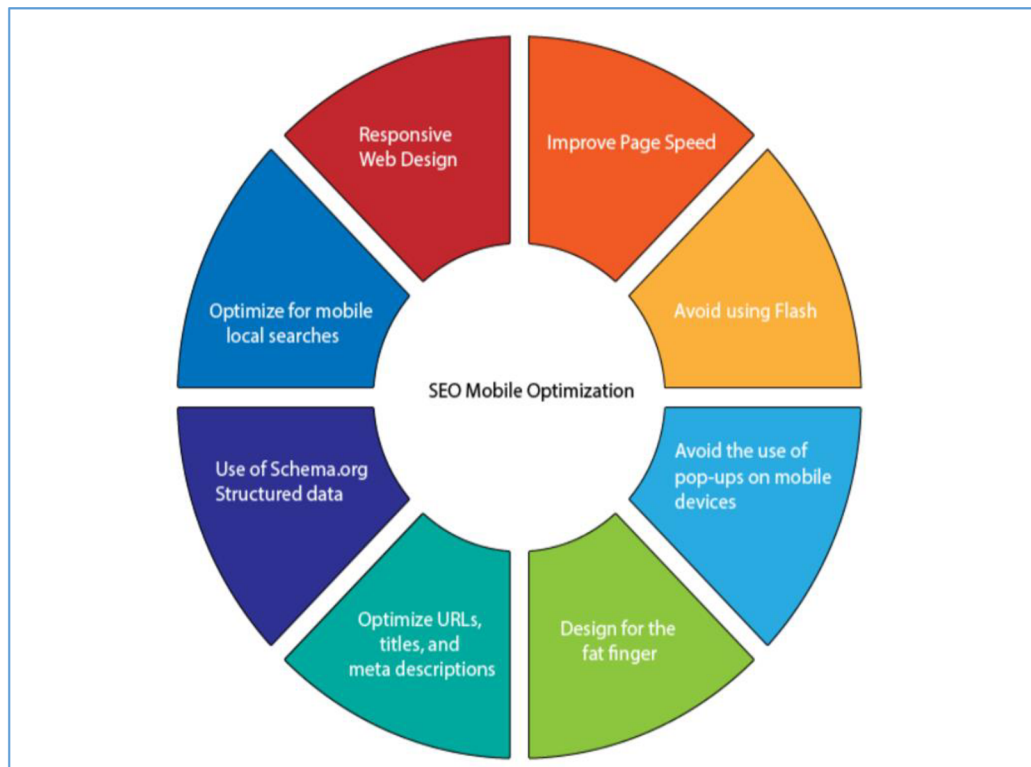 Responsive
Web Design
Improve Page Speed
Avoid using Flash
Avoid the use of
pop-ups on mobile
devices
Design for the
fat finger
Optimize URLs,
titles, and
meta descriptions
Use of Schema.org
Structured data
Optimize for mobile
local searches
SEO Mobile Optimization